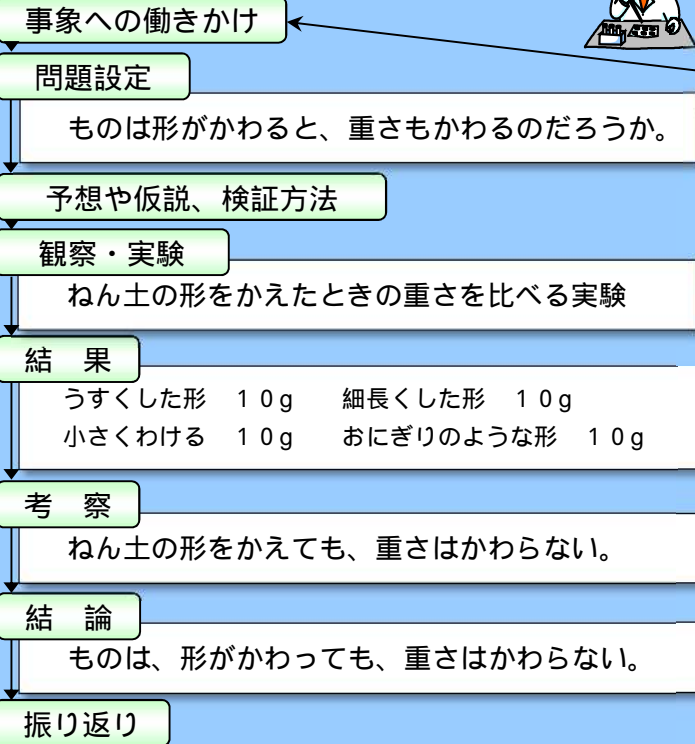 事象への働きかけ
問題設定
ものは形がかわると、重さもかわるのだろうか。
予想や仮説、検証方法
観察・実験
ねん土の形をかえたときの重さを比べる実験
結　果
うすくした形　１０g　　細長くした形　１０g
小さくわける　１０g　　おにぎりのような形　１０g
考　察
ねん土の形をかえても、重さはかわらない。
結　論
ものは、形がかわっても、重さはかわらない。
振り返り